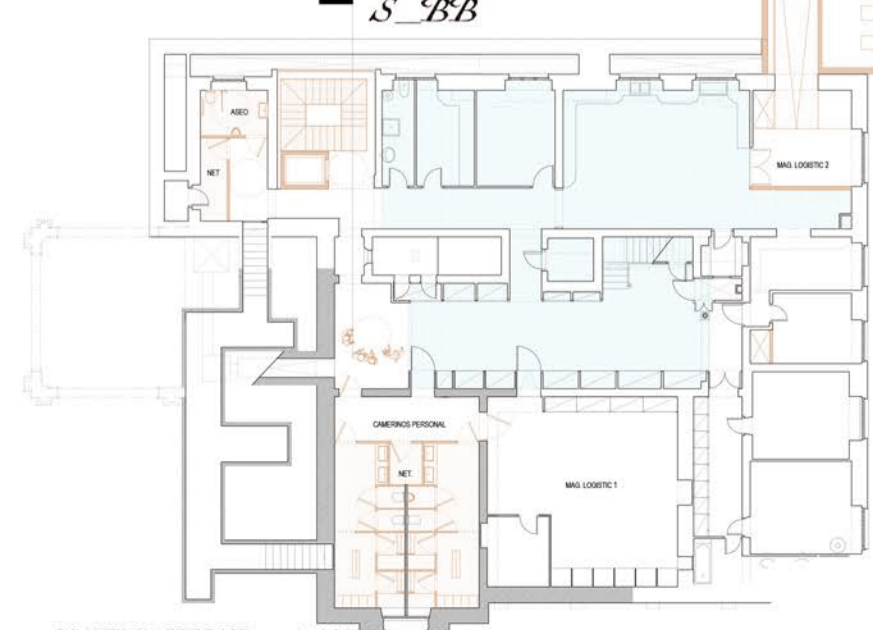 S_BB
ASEO
NET
MAG. LOGISTIC 2
CAMERINOS PERSONAL
NET.
MAG. LOGISTIC 1